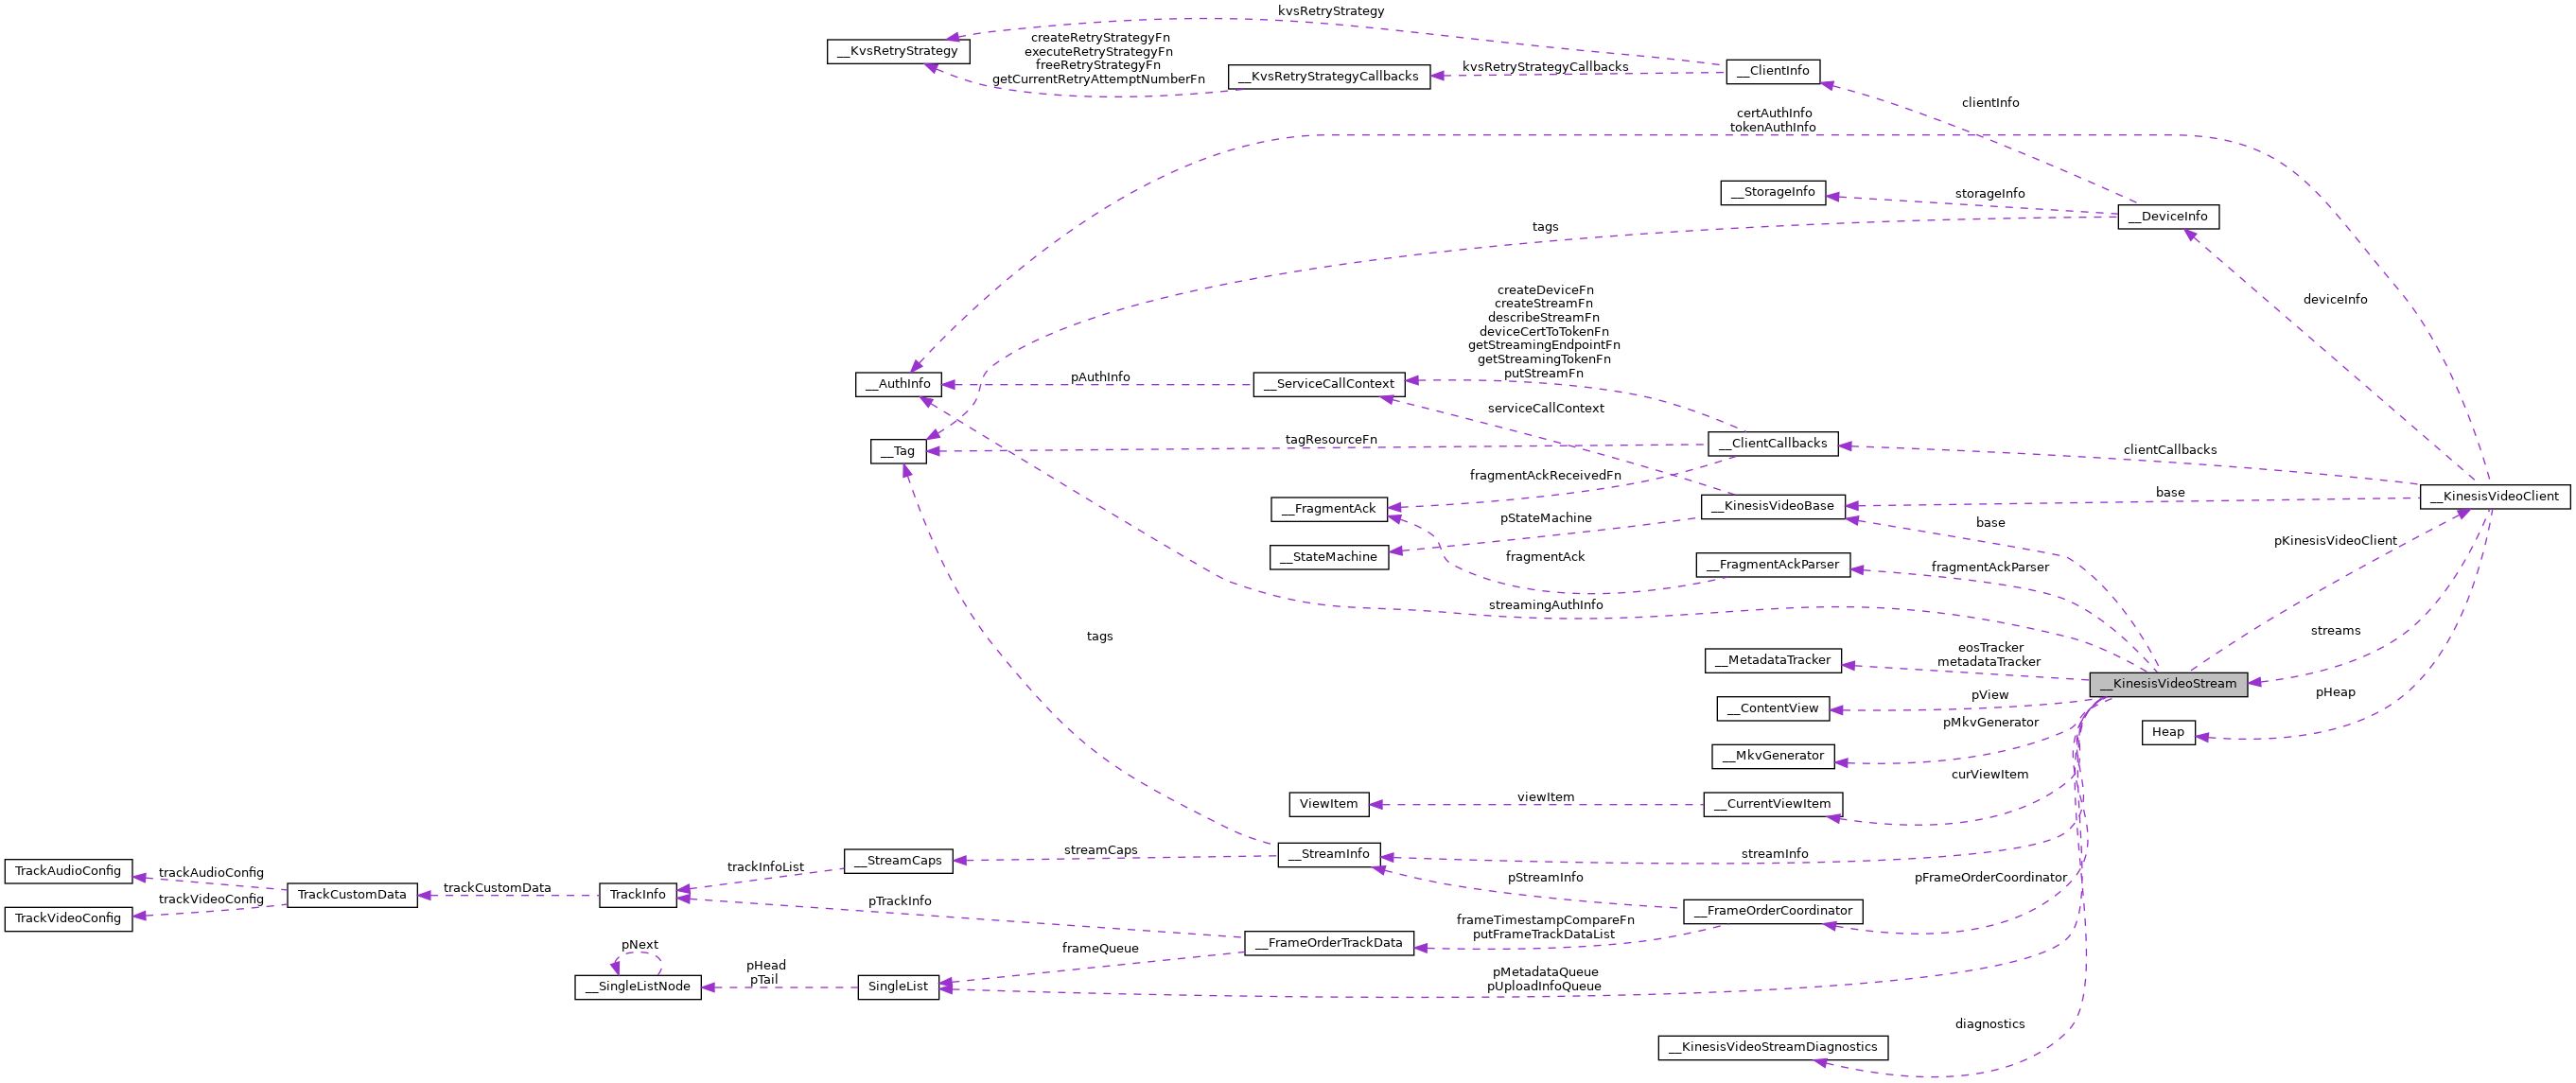 kvsRetryStrategy
createRetryStrategyFn
executeRetryStrategyFn
freeRetryStrategyFn
getCurrentRetryAttemptNumberFn
__KvsRetryStrategy
__KvsRetryStrategyCallbacks
kvsRetryStrategyCallbacks
__ClientInfo
clientInfo
certAuthInfo
tokenAuthInfo
__StorageInfo
storageInfo
__DeviceInfo
tags
deviceInfo
createDeviceFn
createStreamFn
describeStreamFn
deviceCertToTokenFn
getStreamingEndpointFn
getStreamingTokenFn
putStreamFn
__AuthInfo
pAuthInfo
__ServiceCallContext
serviceCallContext
__Tag
tagResourceFn
__ClientCallbacks
clientCallbacks
fragmentAckReceivedFn
__FragmentAck
pStateMachine
__KinesisVideoBase
base
__KinesisVideoClient
base
__StateMachine
fragmentAck
__FragmentAckParser
fragmentAckParser
pKinesisVideoClient
streamingAuthInfo
tags
streams
eosTracker
metadataTracker
__MetadataTracker
__KinesisVideoStream
pView
pHeap
__ContentView
pMkvGenerator
Heap
__MkvGenerator
curViewItem
ViewItem
viewItem
__CurrentViewItem
streamCaps
__StreamInfo
streamInfo
TrackAudioConfig
trackAudioConfig
trackInfoList
__StreamCaps
pStreamInfo
pFrameOrderCoordinator
TrackCustomData
trackCustomData
TrackInfo
trackVideoConfig
pTrackInfo
TrackVideoConfig
__FrameOrderCoordinator
frameTimestampCompareFn
putFrameTrackDataList
pNext
frameQueue
__FrameOrderTrackData
pHead
pTail
__SingleListNode
SingleList
pMetadataQueue
pUploadInfoQueue
diagnostics
__KinesisVideoStreamDiagnostics